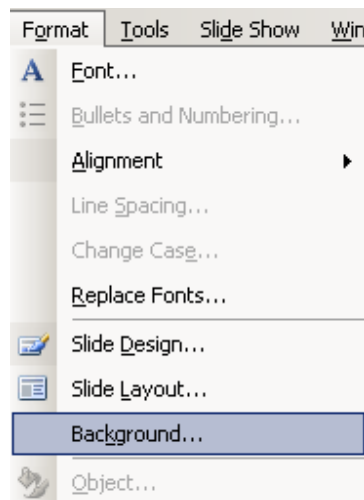 Format Tools Slide Show Win
Font...
Bullets and Numbering...
Alignment
Line Spacing...
Change Case...
Replace Fonts...
Slide Design...
Slide Layout...
Background...
Object...